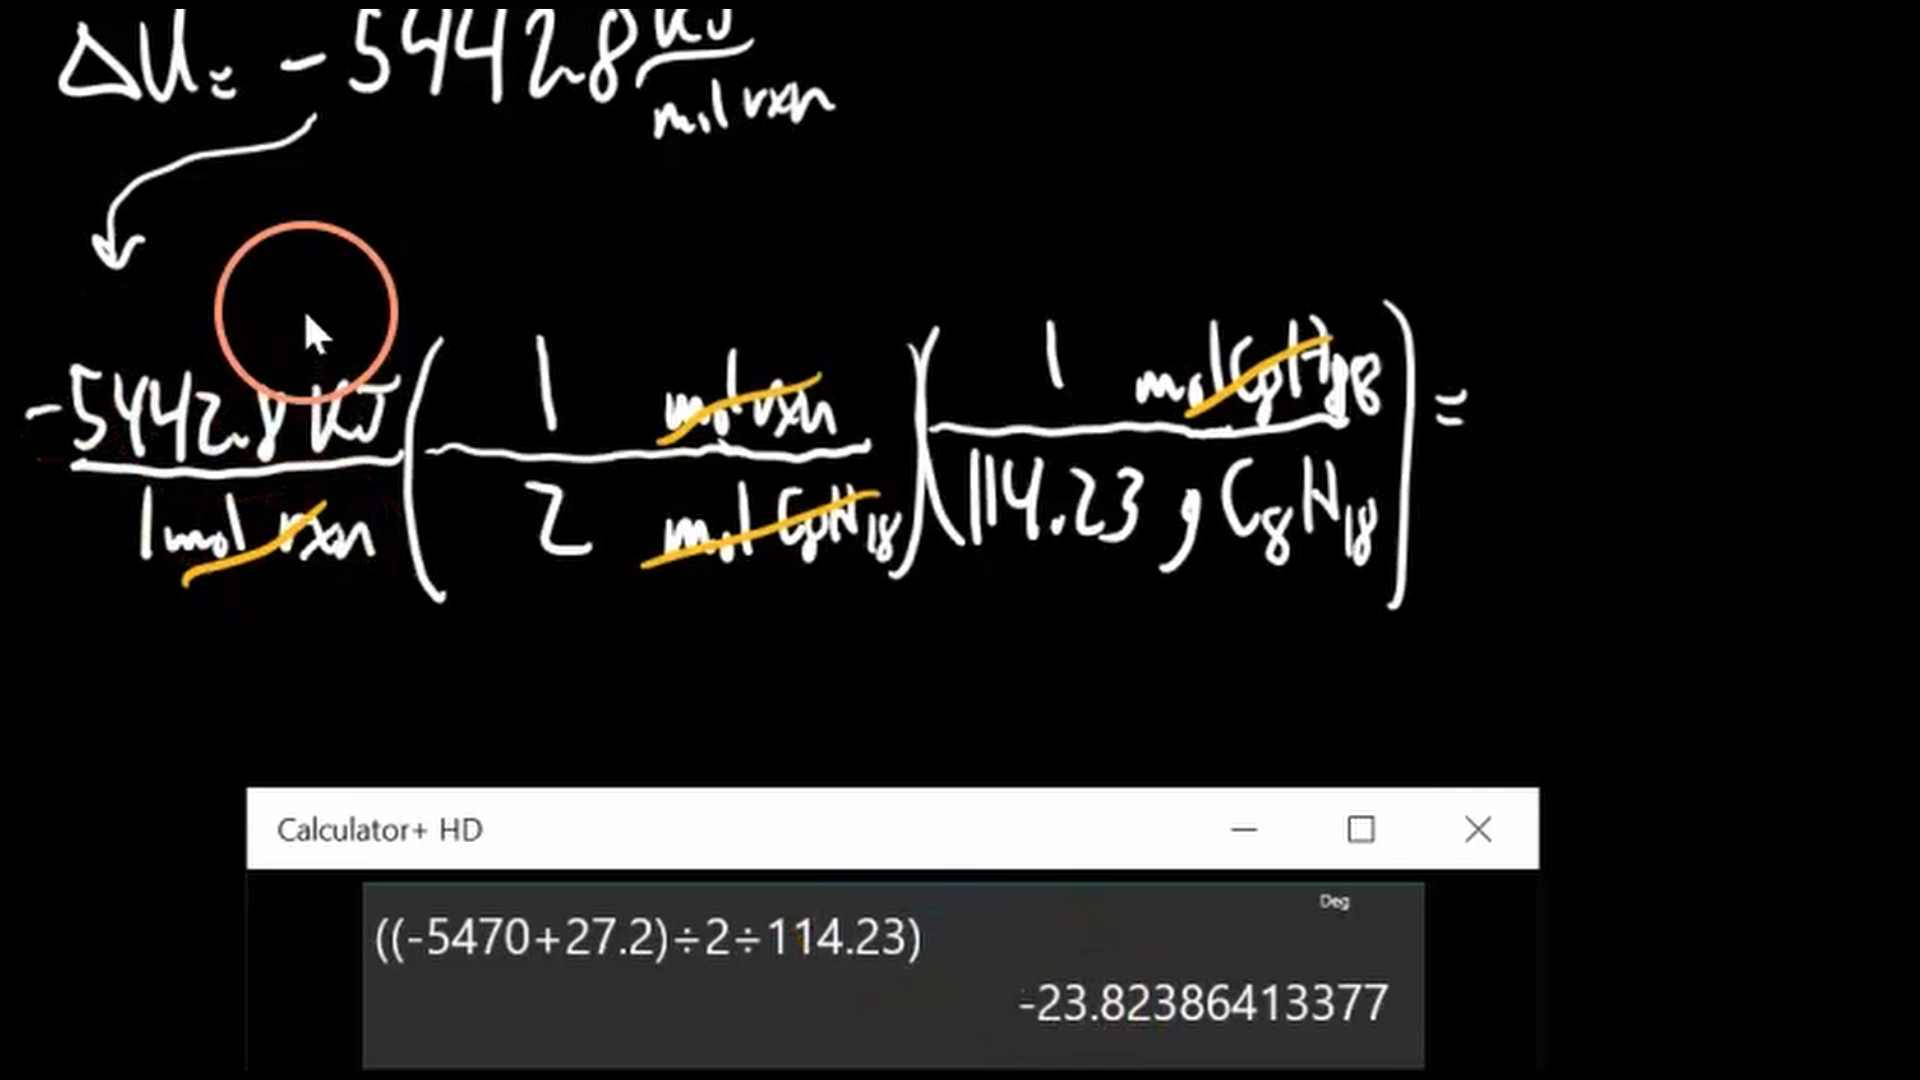 ΔU = -5442.8 kJ
mol rxn
-5442.8 kJ ( 1 mol rxn ) ( 1 mol C8H18 ) =
1 mol rxn 2 mol C8H18 114.23 g C8H18
Calculator+ HD
Deg
((-5470+27.2)÷2÷114.23)
-23.82386413377